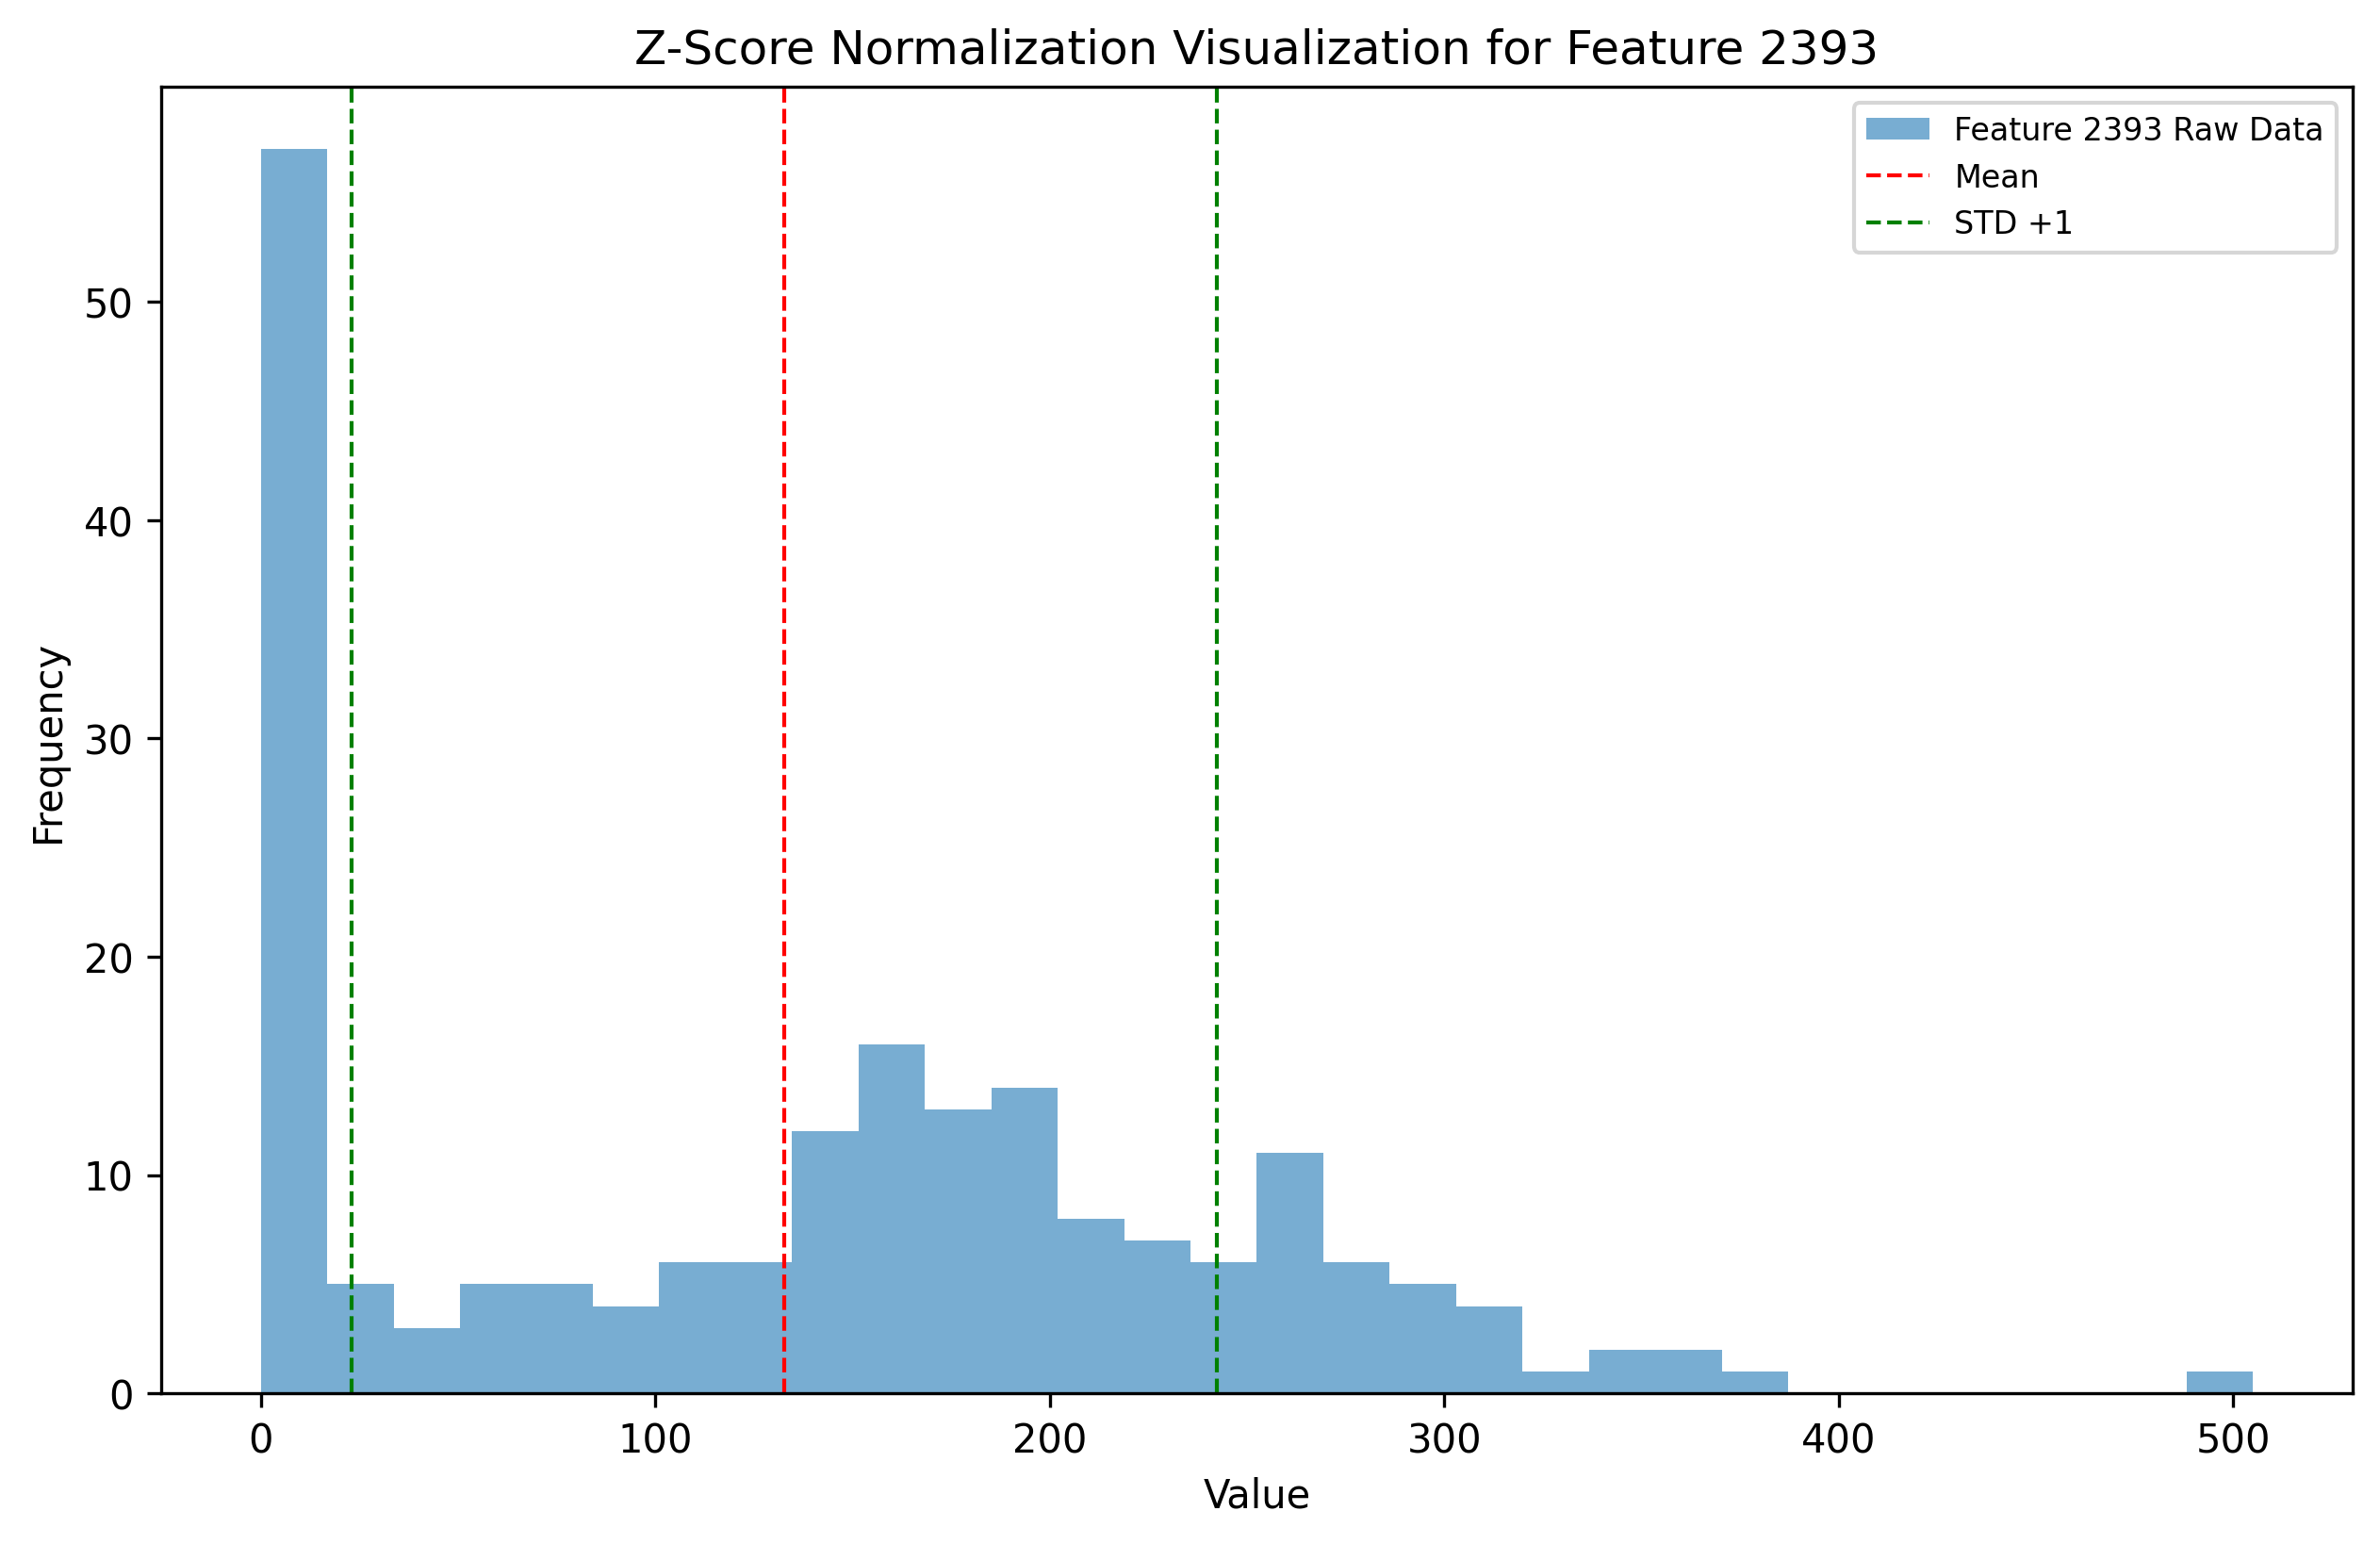 Z-Score Normalization Visualization for Feature 2393
Feature 2393 Raw Data
Mean
STD +1
Frequency
50
40
30
20
10
0
0 100 200 300 400 500
Value